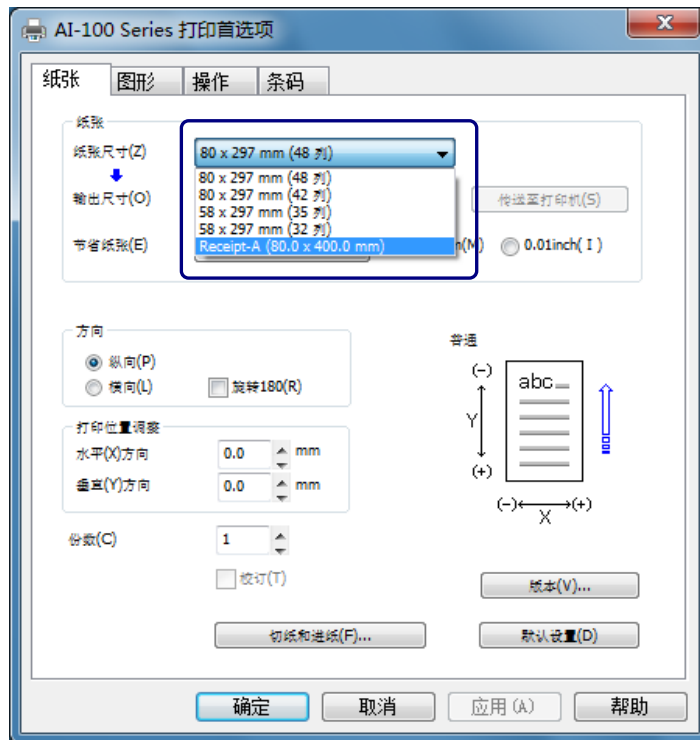 AI-100 Series 打印首选项
纸张 图形 操作 条码
纸张
纸张尺寸(Z) 80 x 297 mm (48 列)
80 x 297 mm (48 列)
80 x 297 mm (42 列)
58 x 297 mm (35 列)
58 x 297 mm (32 列)
Receipt-A (80.0 x 400.0 mm)
输出尺寸(O) 传送至打印机(S)
节省纸张(E) (M) 0.01inch( I )
方向
纵向(P)
横向(L) 旋转180(R)
打印位置调整
水平(X)方向 0.0 mm
垂直(Y)方向 0.0 mm
普通
(-)
abc
Y
(+)
(-) (+)
X
份数(C) 1
校订(T)
版本(V)...
切纸和进纸(F)... 默认设置(D)
确定 取消 应用(A) 帮助